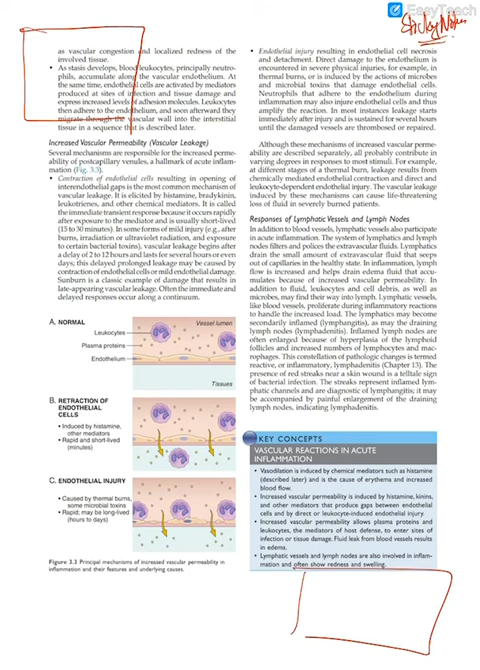 EasyTeach
Sticky Notes
as vascular congestion and localized redness of the
involved tissue.
• As stasis develops, blood leukocytes, principally neutro-
phils, accumulate along the vascular endothelium. At
the same time, endothelial cells are activated by mediators
produced at sites of infection and tissue damage and
express increased levels of adhesion molecules. Leukocytes
then adhere to the endothelium, and soon afterward they
migrate through the vascular wall into the interstitial
tissue in a sequence that is described later.
Increased Vascular Permeability (Vascular Leakage)
Several mechanisms are responsible for the increased perme-
ability of postcapillary venules, a hallmark of acute inflam-
mation (Fig. 3.3).
• Contraction of endothelial cells resulting in opening of
interendothelial gaps is the most common mechanism of
vascular leakage. It is elicited by histamine, bradykinin,
leukotrienes, and other chemical mediators. It is called
the immediate transient response because it occurs rapidly
after exposure to the mediator and is usually short-lived
(15 to 30 minutes). In some forms of mild injury (e.g., after
burns, irradiation or ultraviolet radiation, and exposure
to certain bacterial toxins), vascular leakage begins after
a delay of 2 to 12 hours and lasts for several hours or even
days; this delayed prolonged leakage may be caused by
contraction of endothelial cells or mild endothelial damage.
Sunburn is a classic example of damage that results in
late-appearing vascular leakage. Often the immediate and
delayed responses occur along a continuum.
A. NORMAL
Vessel lumen
Leukocytes
Plasma proteins
Endothelium
Tissues
B. RETRACTION OF
ENDOTHELIAL
CELLS
• Induced by histamine,
other mediators
• Rapid and short-lived
(minutes)
C. ENDOTHELIAL INJURY
• Caused by thermal burns,
some microbial toxins
• Rapid; may be long-lived
(hours to days)
Figure 3.3 Principal mechanisms of increased vascular permeability in
inflammation and their features and underlying causes.
• Endothelial injury resulting in endothelial cell necrosis
and detachment. Direct damage to the endothelium is
encountered in severe physical injuries, for example, in
thermal burns, or is induced by the actions of microbes
and microbial toxins that damage endothelial cells.
Neutrophils that adhere to the endothelium during
inflammation may also injure endothelial cells and thus
amplify the reaction. In most instances leakage starts
immediately after injury and is sustained for several hours
until the damaged vessels are thrombosed or repaired.
Although these mechanisms of increased vascular perme-
ability are described separately, all probably contribute in
varying degrees in responses to most stimuli. For example,
at different stages of a thermal burn, leakage results from
chemically mediated endothelial contraction and direct and
leukocyte-dependent endothelial injury. The vascular leakage
induced by these mechanisms can cause life-threatening
loss of fluid in severely burned patients.
Responses of Lymphatic Vessels and Lymph Nodes
In addition to blood vessels, lymphatic vessels also participate
in acute inflammation. The system of lymphatics and lymph
nodes filters and polices the extravascular fluids. Lymphatics
drain the small amount of extravascular fluid that seeps
out of capillaries in the healthy state. In inflammation, lymph
flow is increased and helps drain edema fluid that accu-
mulates because of increased vascular permeability. In
addition to fluid, leukocytes and cell debris, as well as
microbes, may find their way into lymph. Lymphatic vessels,
like blood vessels, proliferate during inflammatory reactions
to handle the increased load. The lymphatics may become
secondarily inflamed (lymphangitis), as may the draining
lymph nodes (lymphadenitis). Inflamed lymph nodes are
often enlarged because of hyperplasia of the lymphoid
follicles and increased numbers of lymphocytes and mac-
rophages. This constellation of pathologic changes is termed
reactive, or inflammatory, lymphadenitis (Chapter 13). The
presence of red streaks near a skin wound is a telltale sign
of bacterial infection. The streaks represent inflamed lym-
phatic channels and are diagnostic of lymphangitis; it may
be accompanied by painful enlargement of the draining
lymph nodes, indicating lymphadenitis.
KEY CONCEPTS
VASCULAR REACTIONS IN ACUTE
INFLAMMATION
• Vasodilation is induced by chemical mediators such as histamine
(described later) and is the cause of erythema and increased
blood flow.
• Increased vascular permeability is induced by histamine, kinins,
and other mediators that produce gaps between endothelial cells
and by direct or leukocyte-induced endothelial injury.
• Increased vascular permeability allows plasma proteins and
leukocytes, the mediators of host defense, to enter sites of
infection or tissue damage. Fluid leak from blood vessels results
in edema.
• Lymphatic vessels and lymph nodes are also involved in inflam-
mation and often show redness and swelling.